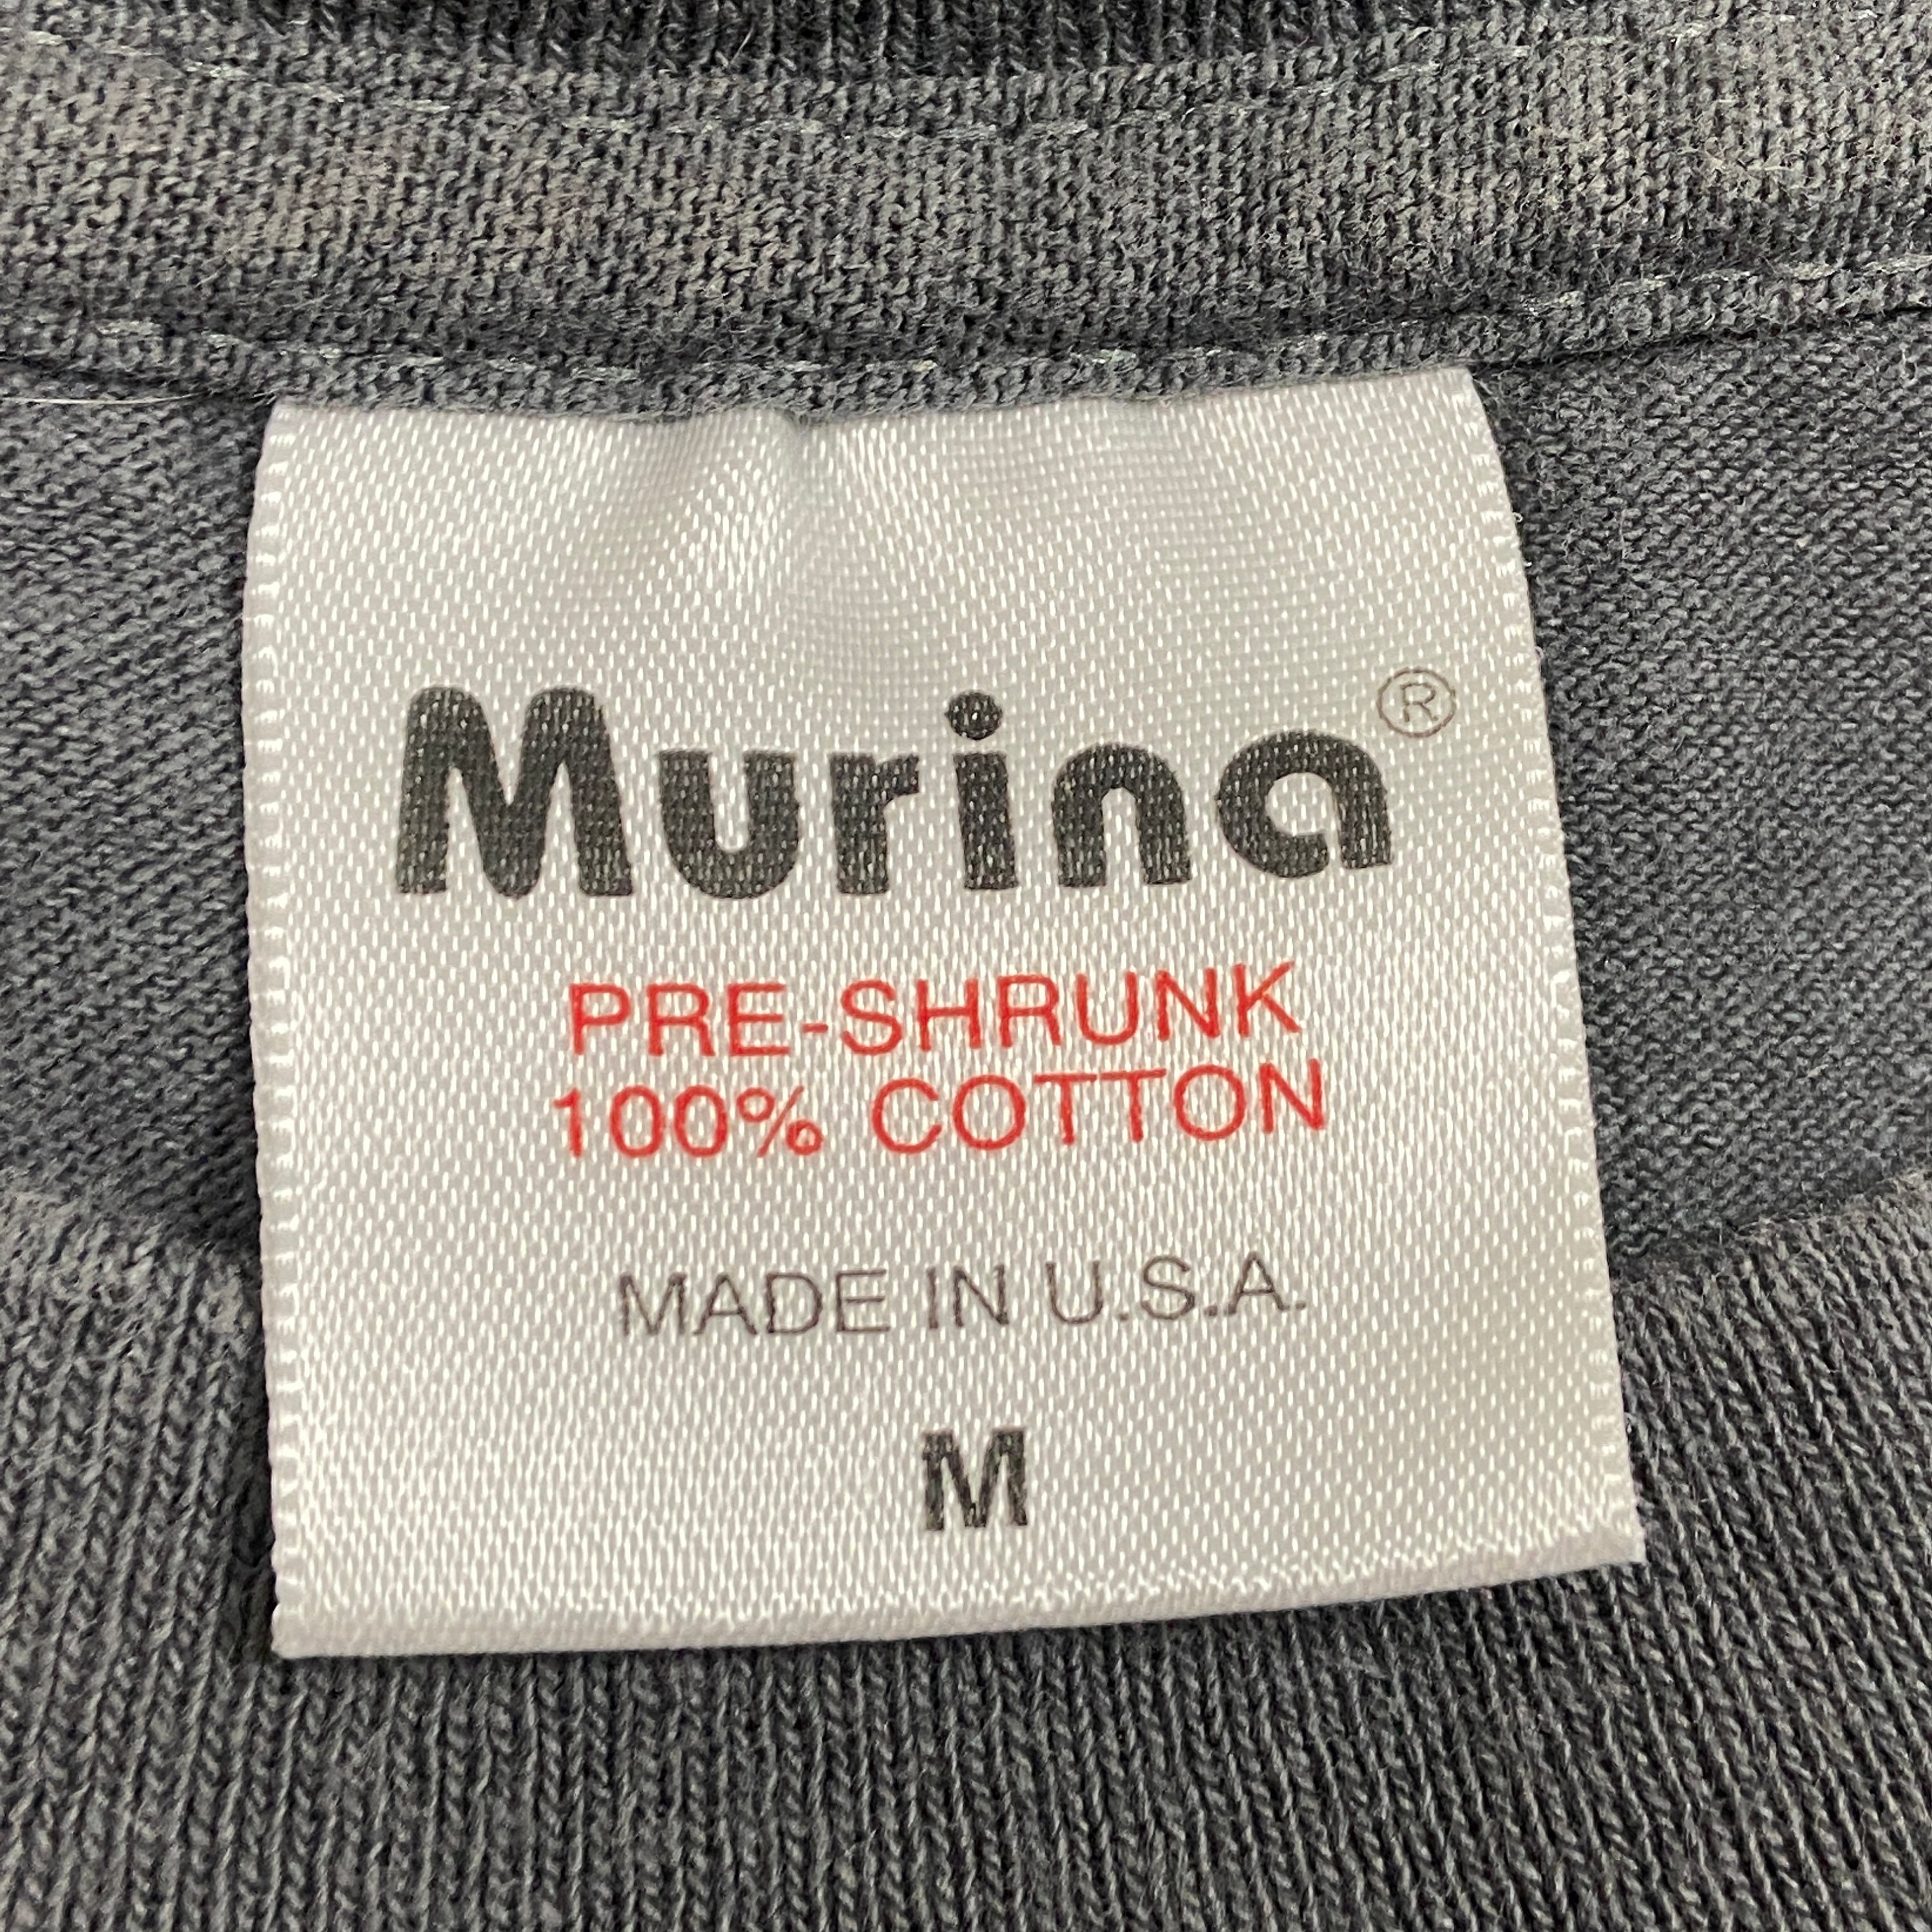 Murina®
PRE-SHRUNK
100% COTTON
MADE IN U.S.A.
M